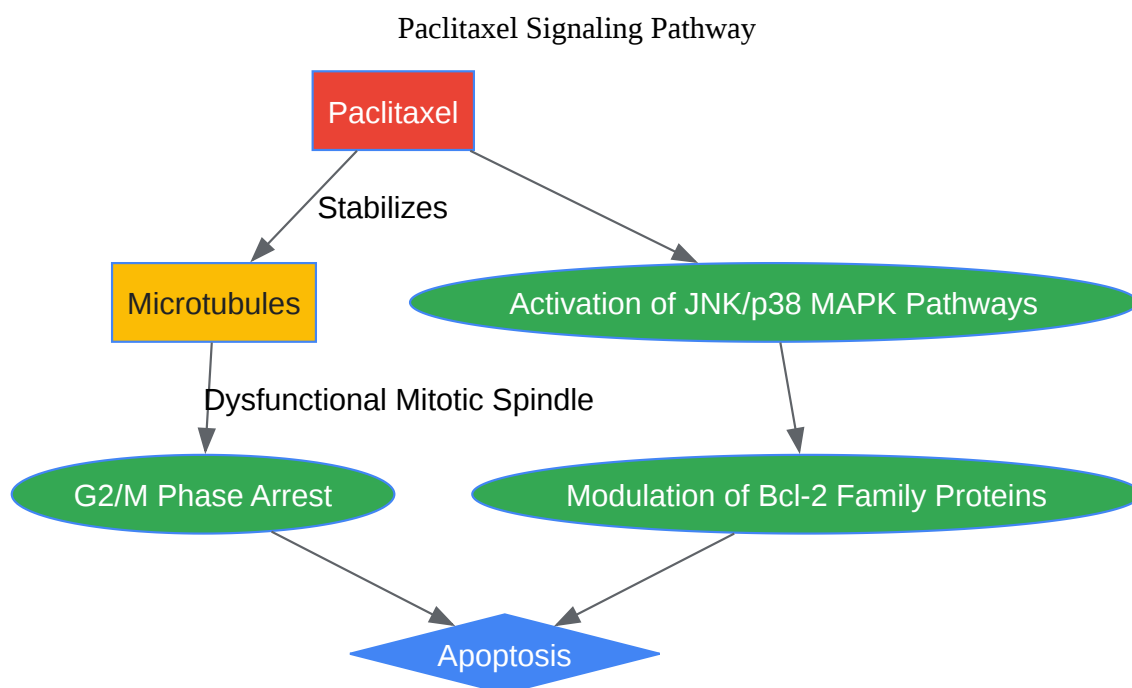 Paclitaxel Signaling Pathway
Paclitaxel
Stabilizes
Microtubules
Activation of JNK/p38 MAPK Pathways
Dysfunctional Mitotic Spindle
G2/M Phase Arrest
Modulation of Bcl-2 Family Proteins
Apoptosis